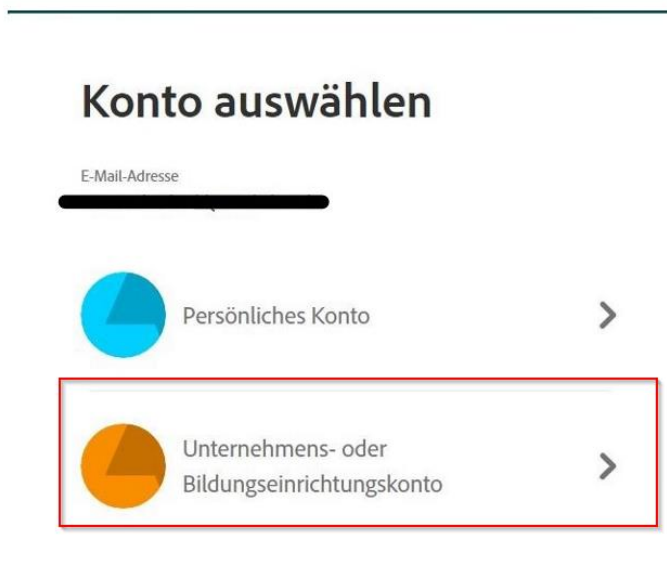 Konto auswählen
E-Mail-Adresse
Persönliches Konto
Unternehmens- oder
Bildungseinrichtungskonto